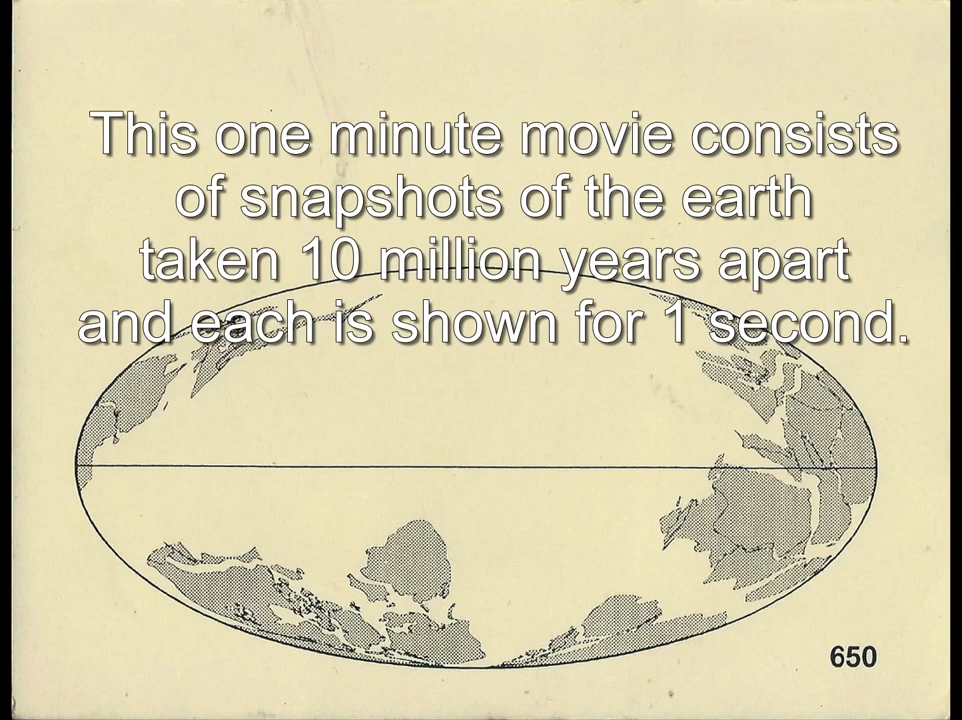 This one minute movie consists
of snapshots of the earth
taken 10 million years apart
and each is shown for 1 second.
650